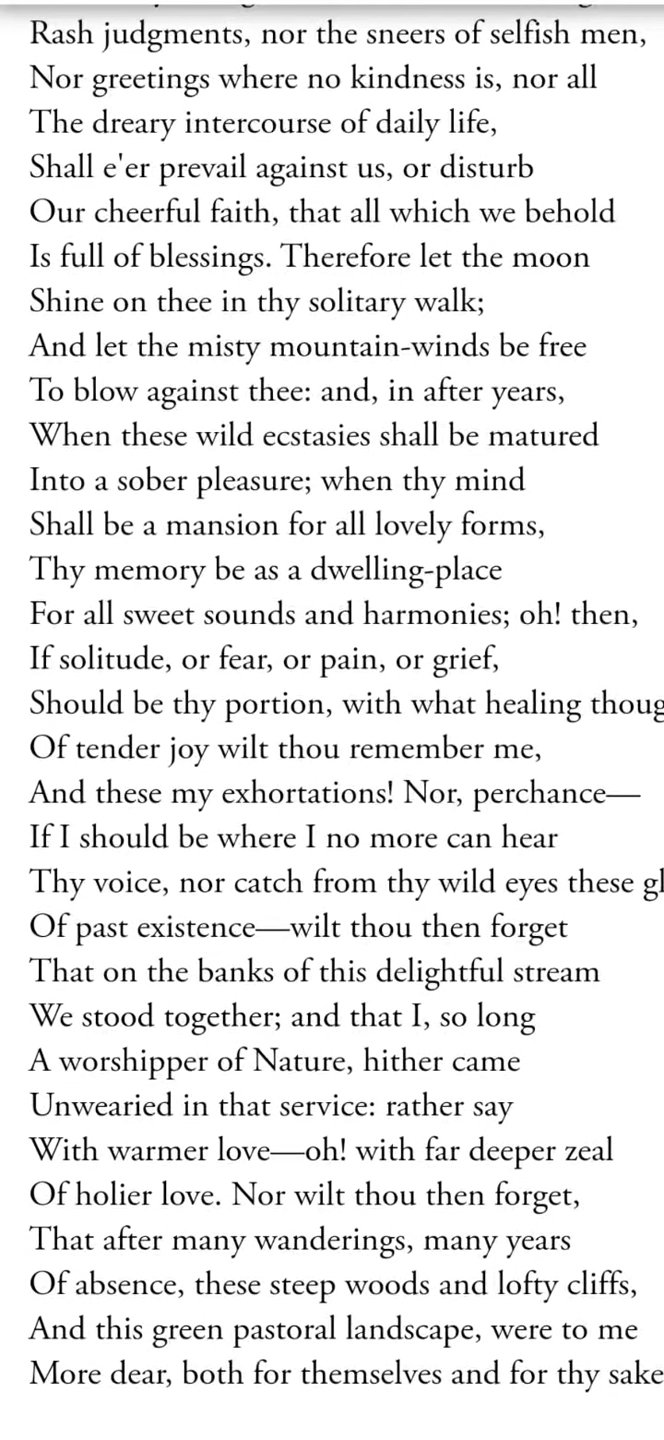 Rash judgments, nor the sneers of selfish men,
Nor greetings where no kindness is, nor all
The dreary intercourse of daily life,
Shall e'er prevail against us, or disturb
Our cheerful faith, that all which we behold
Is full of blessings. Therefore let the moon
Shine on thee in thy solitary walk;
And let the misty mountain-winds be free
To blow against thee: and, in after years,
When these wild ecstasies shall be matured
Into a sober pleasure; when thy mind
Shall be a mansion for all lovely forms,
Thy memory be as a dwelling-place
For all sweet sounds and harmonies; oh! then,
If solitude, or fear, or pain, or grief,
Should be thy portion, with what healing thoug
Of tender joy wilt thou remember me,
And these my exhortations! Nor, perchance—
If I should be where I no more can hear
Thy voice, nor catch from thy wild eyes these gl
Of past existence—wilt thou then forget
That on the banks of this delightful stream
We stood together; and that I, so long
A worshipper of Nature, hither came
Unwearied in that service: rather say
With warmer love—oh! with far deeper zeal
Of holier love. Nor wilt thou then forget,
That after many wanderings, many years
Of absence, these steep woods and lofty cliffs,
And this green pastoral landscape, were to me
More dear, both for themselves and for thy sake